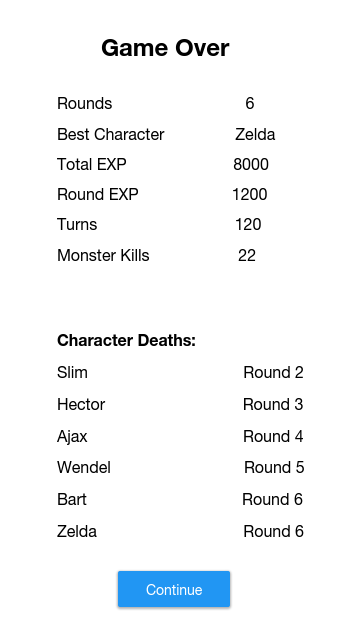 Game Over
Rounds 6
Best Character Zelda
Total EXP 8000
Round EXP 1200
Turns 120
Monster Kills 22
Character Deaths:
Slim Round 2
Hector Round 3
Ajax Round 4
Wendel Round 5
Bart Round 6
Zelda Round 6
Continue